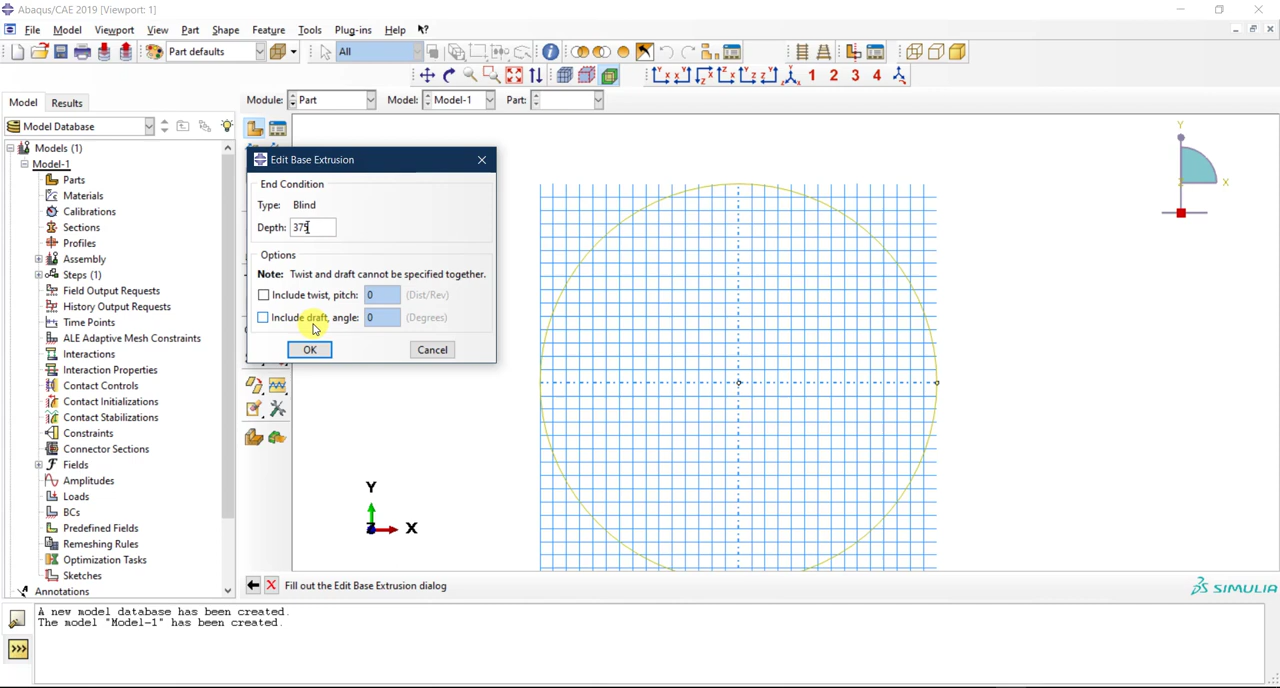 Abaqus/CAE 2019 [Viewport: 1]
File Model Viewport View Part Shape Feature Tools Plug-ins Help
Part defaults All
1 2 3 4
Model Results Module: Part Model: Model-1 Part:
Model Database
Models (1)
Model-1
Parts
Materials
Calibrations
Sections
Profiles
Assembly
Steps (1)
Field Output Requests
History Output Requests
Time Points
ALE Adaptive Mesh Constraints
Interactions
Interaction Properties
Contact Controls
Contact Initializations
Contact Stabilizations
Constraints
Connector Sections
Fields
Amplitudes
Loads
BCs
Predefined Fields
Remeshing Rules
Optimization Tasks
Sketches
Annotations
Edit Base Extrusion
End Condition
Type: Blind
Depth: 375
Options
Note: Twist and draft cannot be specified together.
Include twist, pitch: 0 (Dist/Rev)
Include draft, angle: 0 (Degrees)
OK Cancel
Y
X
Z
Y
X
Z
Fill out the Edit Base Extrusion dialog
SIMULIA
A new model database has been created.
The model "Model-1" has been created.
>>>